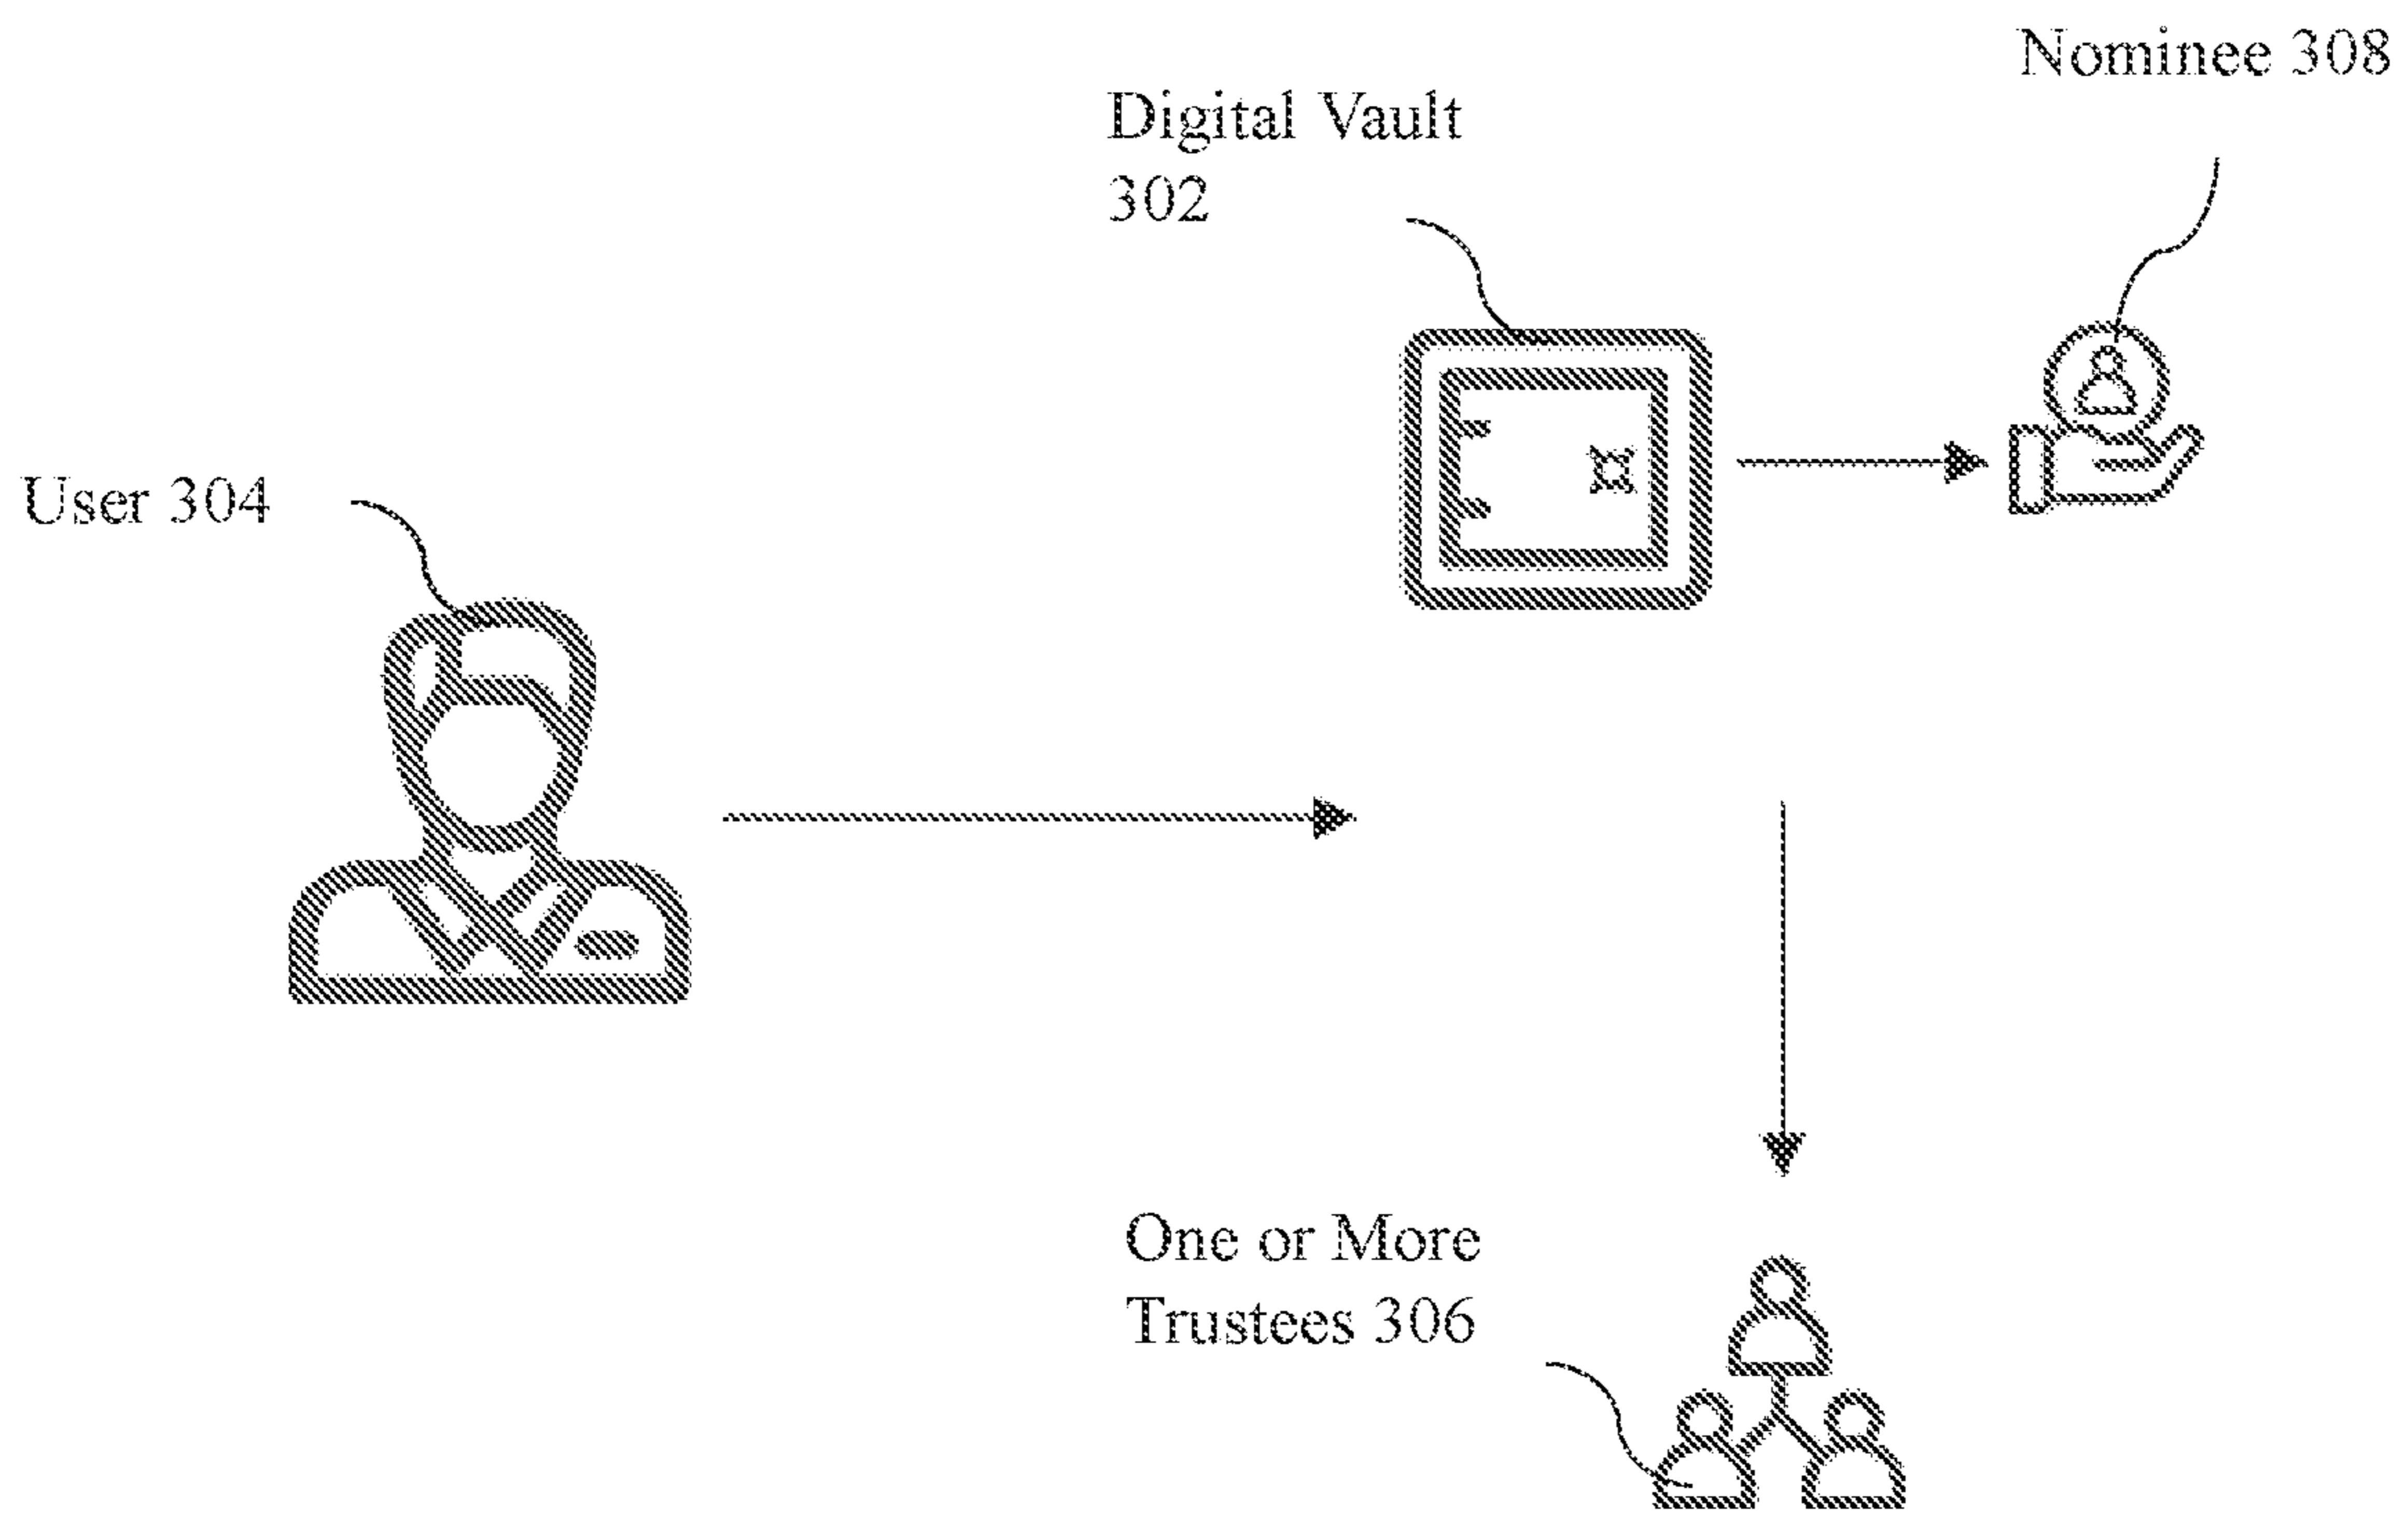 Nominee 308
Digital Vault
302
User 304
One or More
Trustees 306